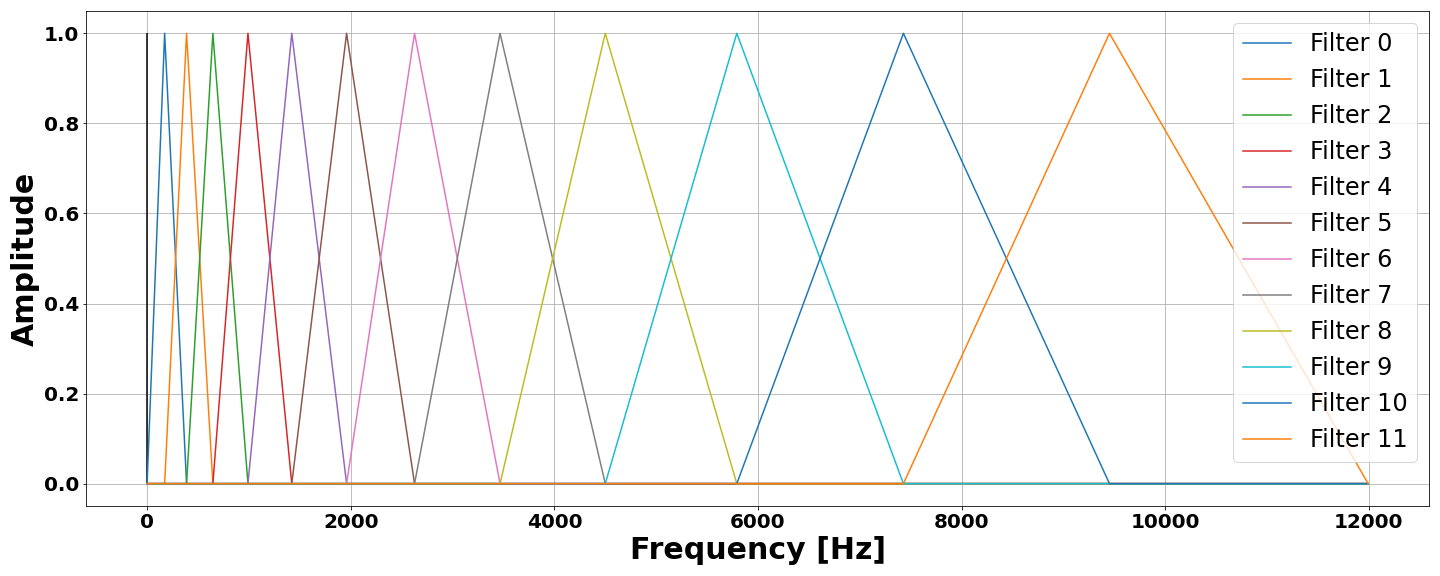 1.0
0.8
0.6
0.4
0.2
0.0
Amplitude
0
2000
4000
6000
8000
10000
12000
Frequency [Hz]
Filter 0
Filter 1
Filter 2
Filter 3
Filter 4
Filter 5
Filter 6
Filter 7
Filter 8
Filter 9
Filter 10
Filter 11